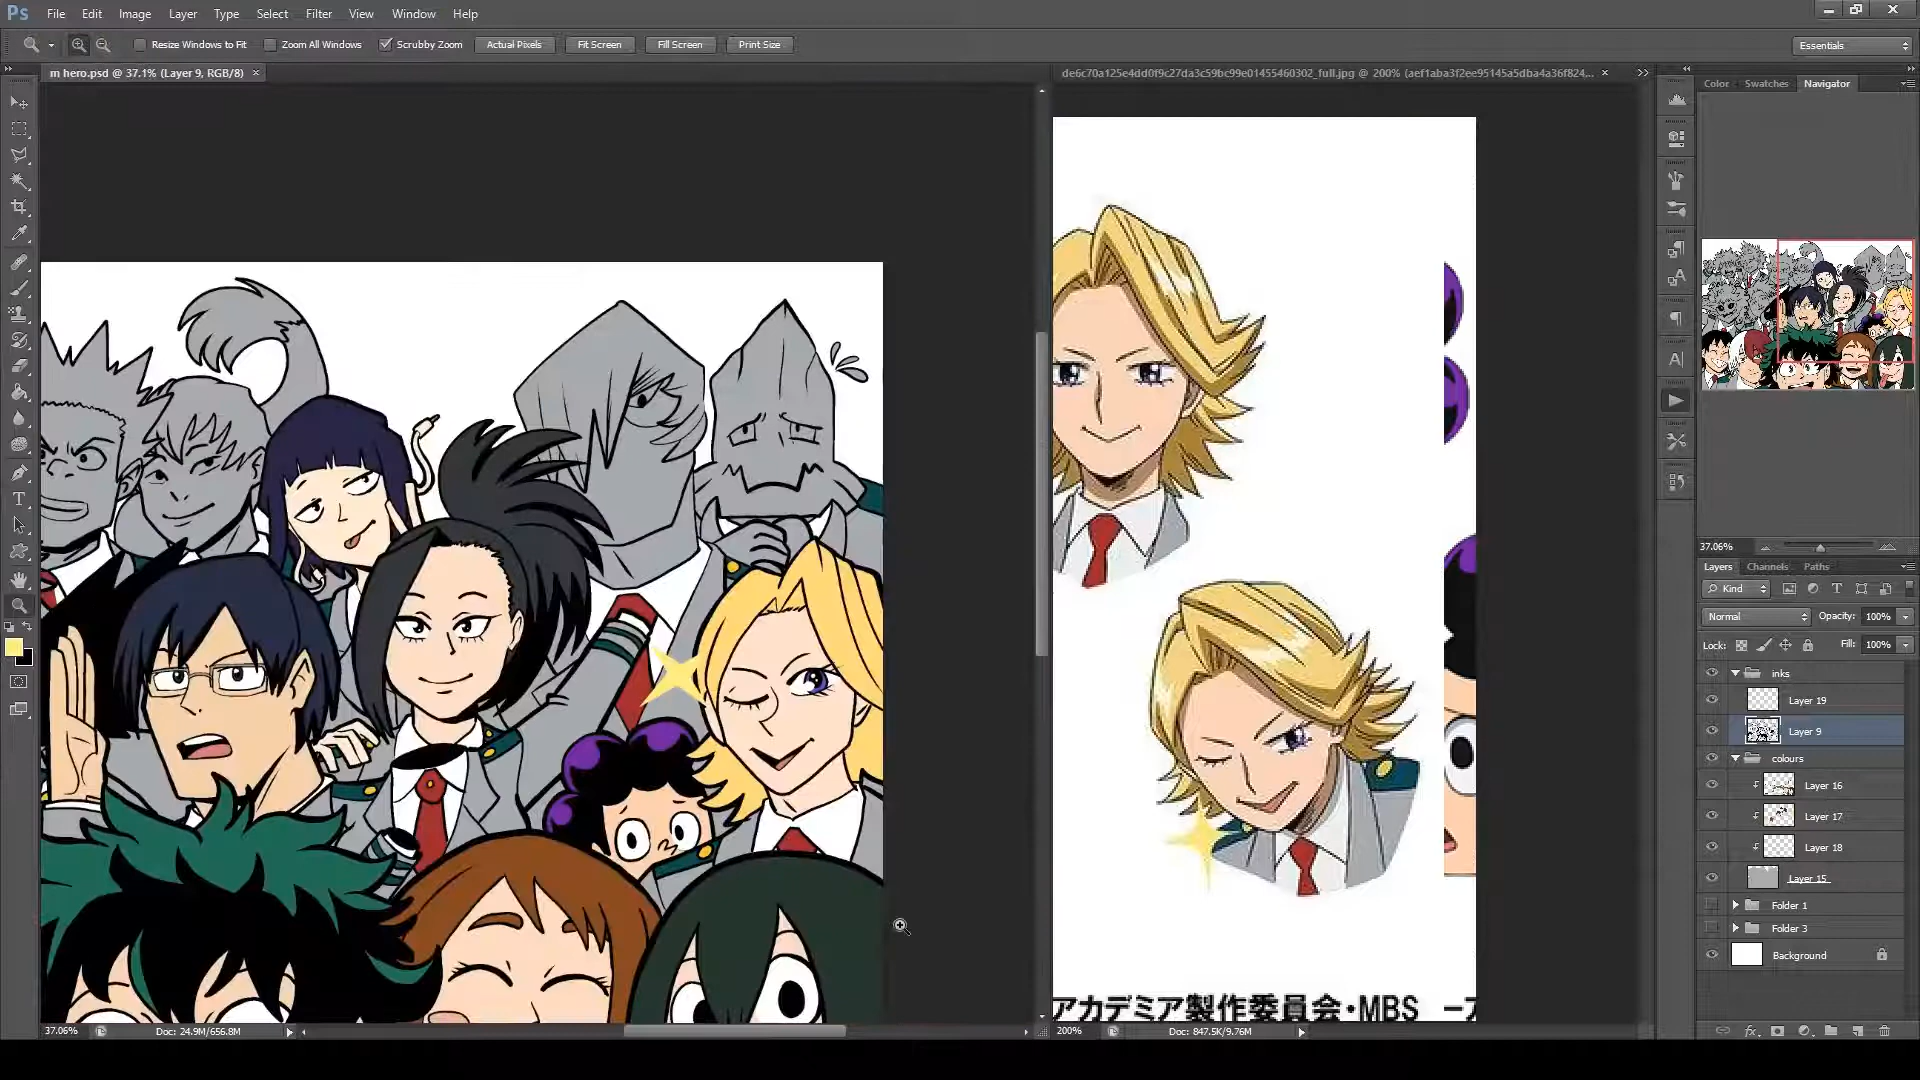 Ps File Edit Image Layer Type Select Filter View Window Help
Resize Windows to Fit Zoom All Windows Scrubby Zoom Actual Pixels Fit Screen Fill Screen Print Size Essentials
m hero.psd @ 37.1% (Layer 9, RGB/8) ×
de6c70a125e4dd0f9c27da3c59bc99e01455460302_full.jpg @ 200% (aef1aba3f2ee95145a5dba4a36f824... ×
Color Swatches Navigator
37.06%
Layers Channels Paths
Kind
Normal Opacity: 100%
Lock: Fill: 100%
inks
Layer 19
Layer 9
colours
Layer 16
Layer 17
Layer 18
Layer 15
Folder 1
Folder 3
Background
アカデミア製作委員会・MBS
37.06% Doc: 24.9M/656.8M
200% Doc: 847.5K/9.76M